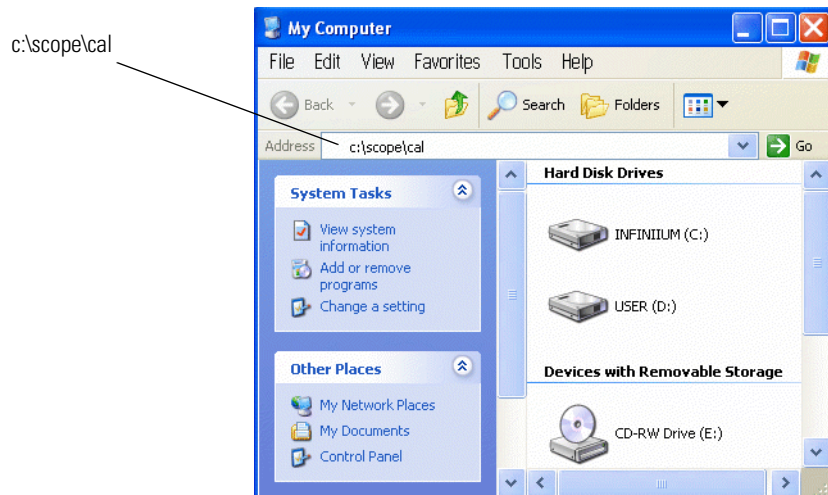 c:\scope\cal
My Computer
File Edit View Favorites Tools Help
Back Search Folders
Address c:\scope\cal Go
System Tasks
View system
information
Add or remove
programs
Change a setting
Other Places
My Network Places
My Documents
Control Panel
Hard Disk Drives
INFINIIUM (C:)
USER (D:)
Devices with Removable Storage
CD-RW Drive (E:)